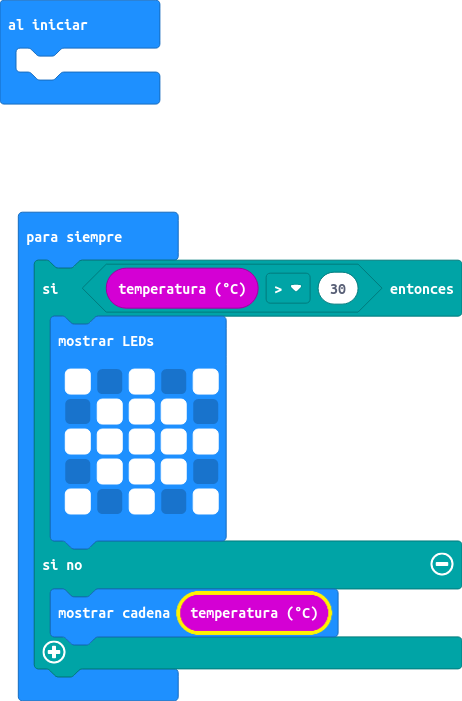 al iniciar
para siempre
si temperatura (°C) > 30 entonces
mostrar LEDs
si no
mostrar cadena temperatura (°C)